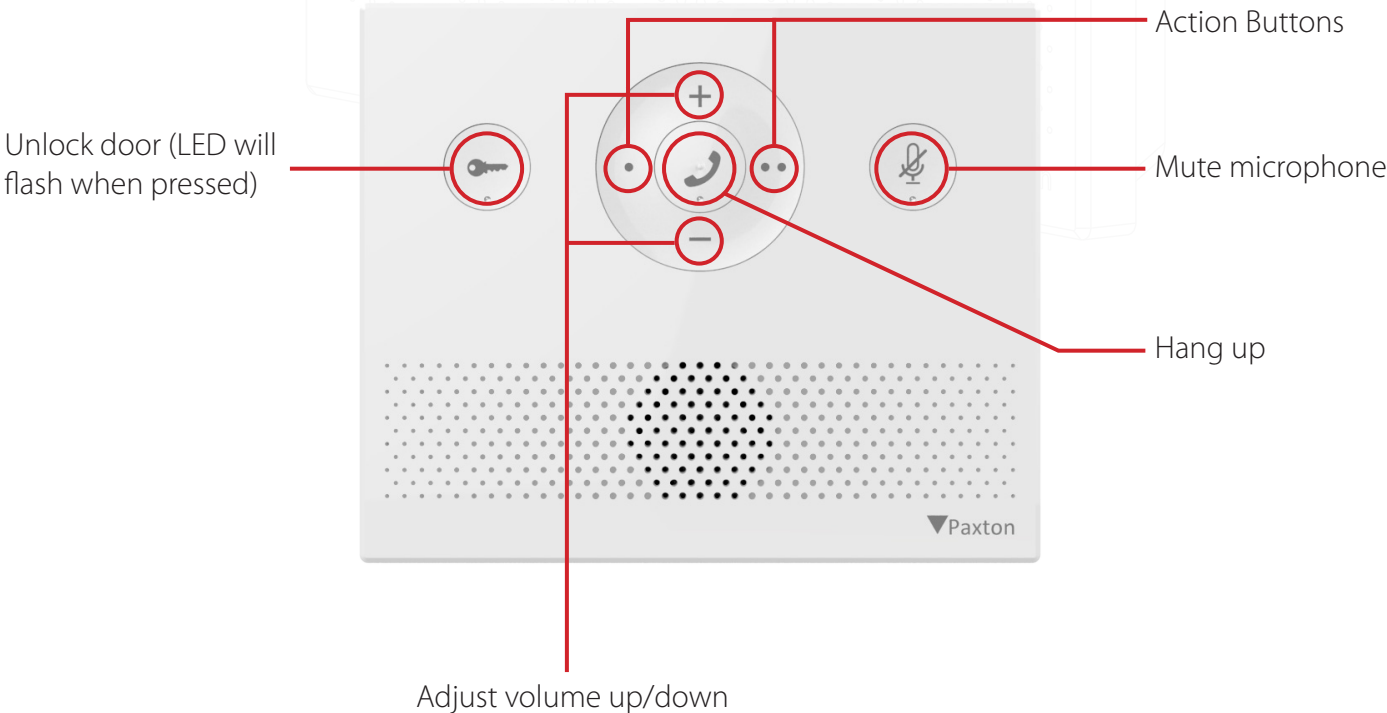 Action Buttons
Unlock door (LED will
flash when pressed)
Mute microphone
Hang up
Paxton
Adjust volume up/down